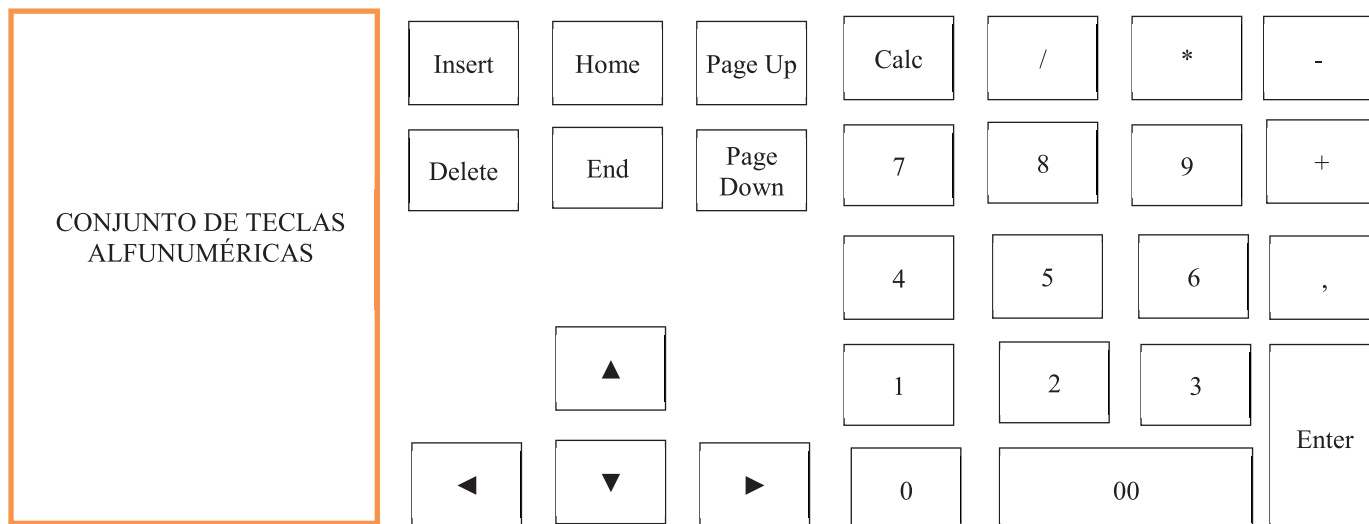 CONJUNTO DE TECLAS
ALFUNUMÉRICAS
Insert
Home
Page Up
Delete
End
Page
Down
▲
◄
▼
►
Calc
/
*
-
7
8
9
+
4
5
6
,
1
2
3
Enter
0
00